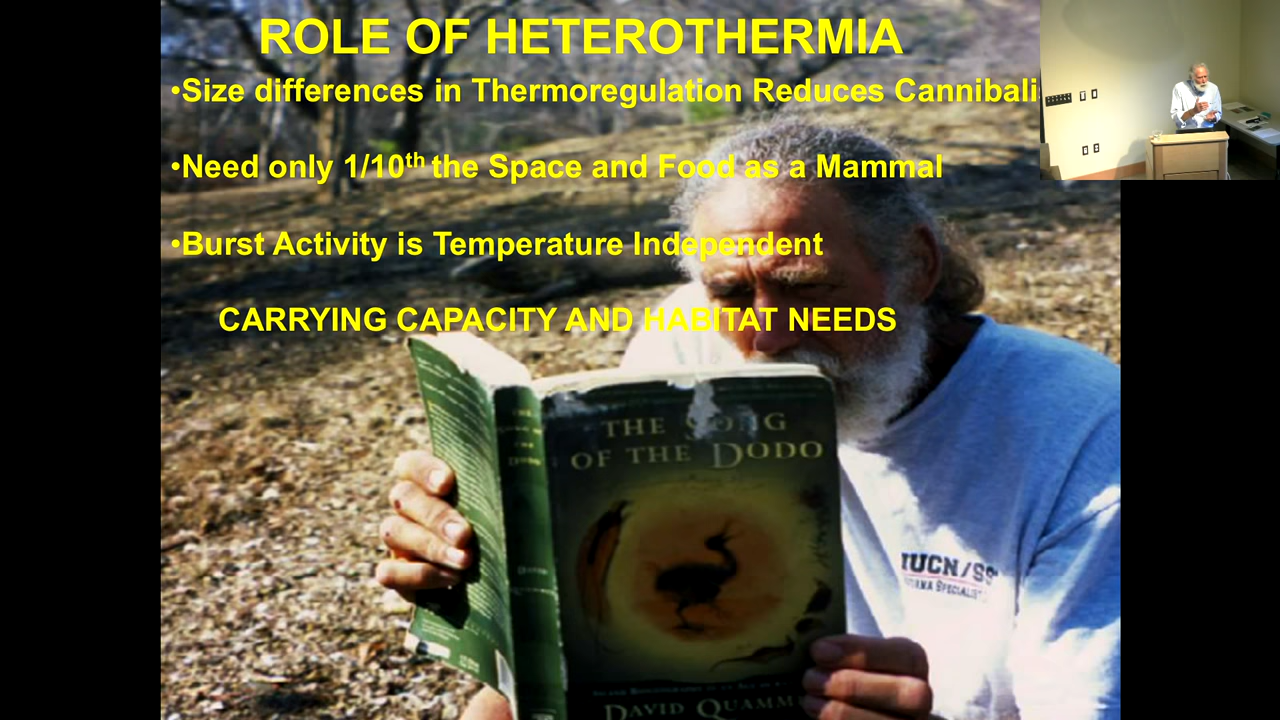 ROLE OF HETEROTHERMIA
•Size differences in Thermoregulation Reduces Cannibali
•Need only 1/10th the Space and Food as a Mammal
•Burst Activity is Temperature Independent
CARRYING CAPACITY AND HABITAT NEEDS
THE SONG
OF THE DODO
DAVID QUAMM
IUCN/SS